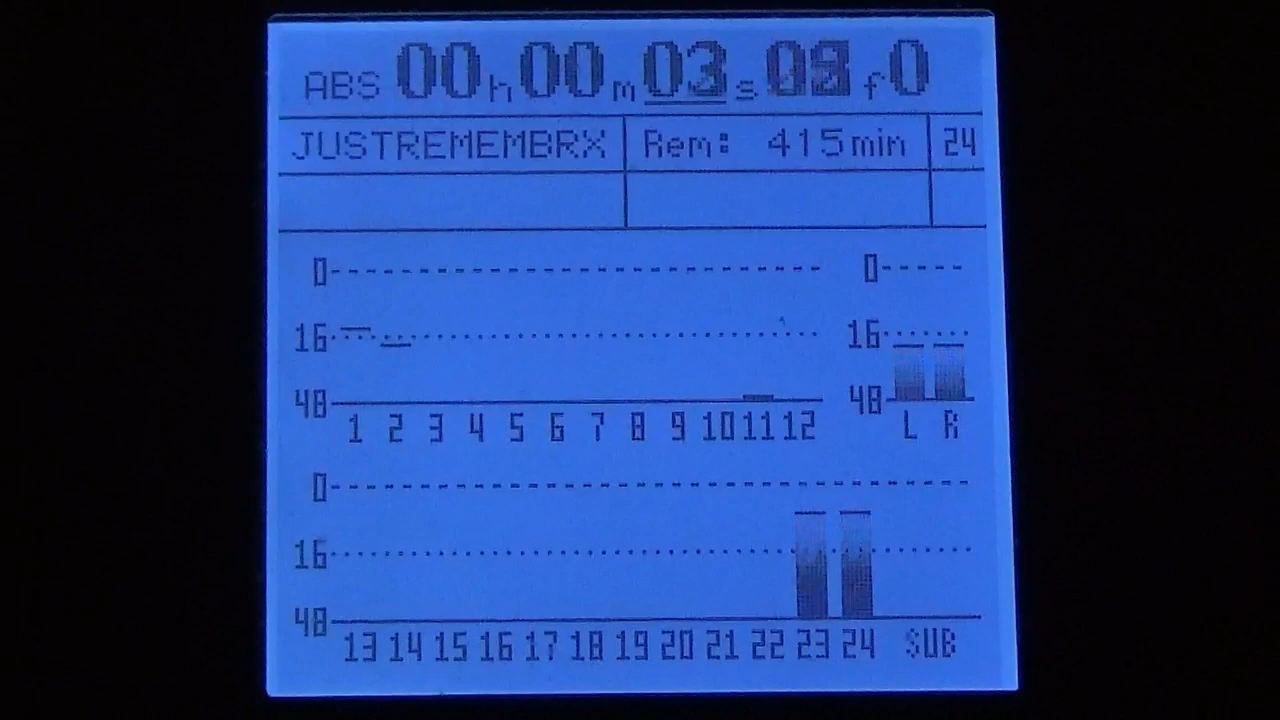 ABS 00h00m03s f0
JUSTREMEMBRX Rem: 415min 24
0 0
16 16
48 48
1 2 3 4 5 6 7 8 9 10 11 12 L R
0
16
48
13 14 15 16 17 18 19 20 21 22 23 24 SUB